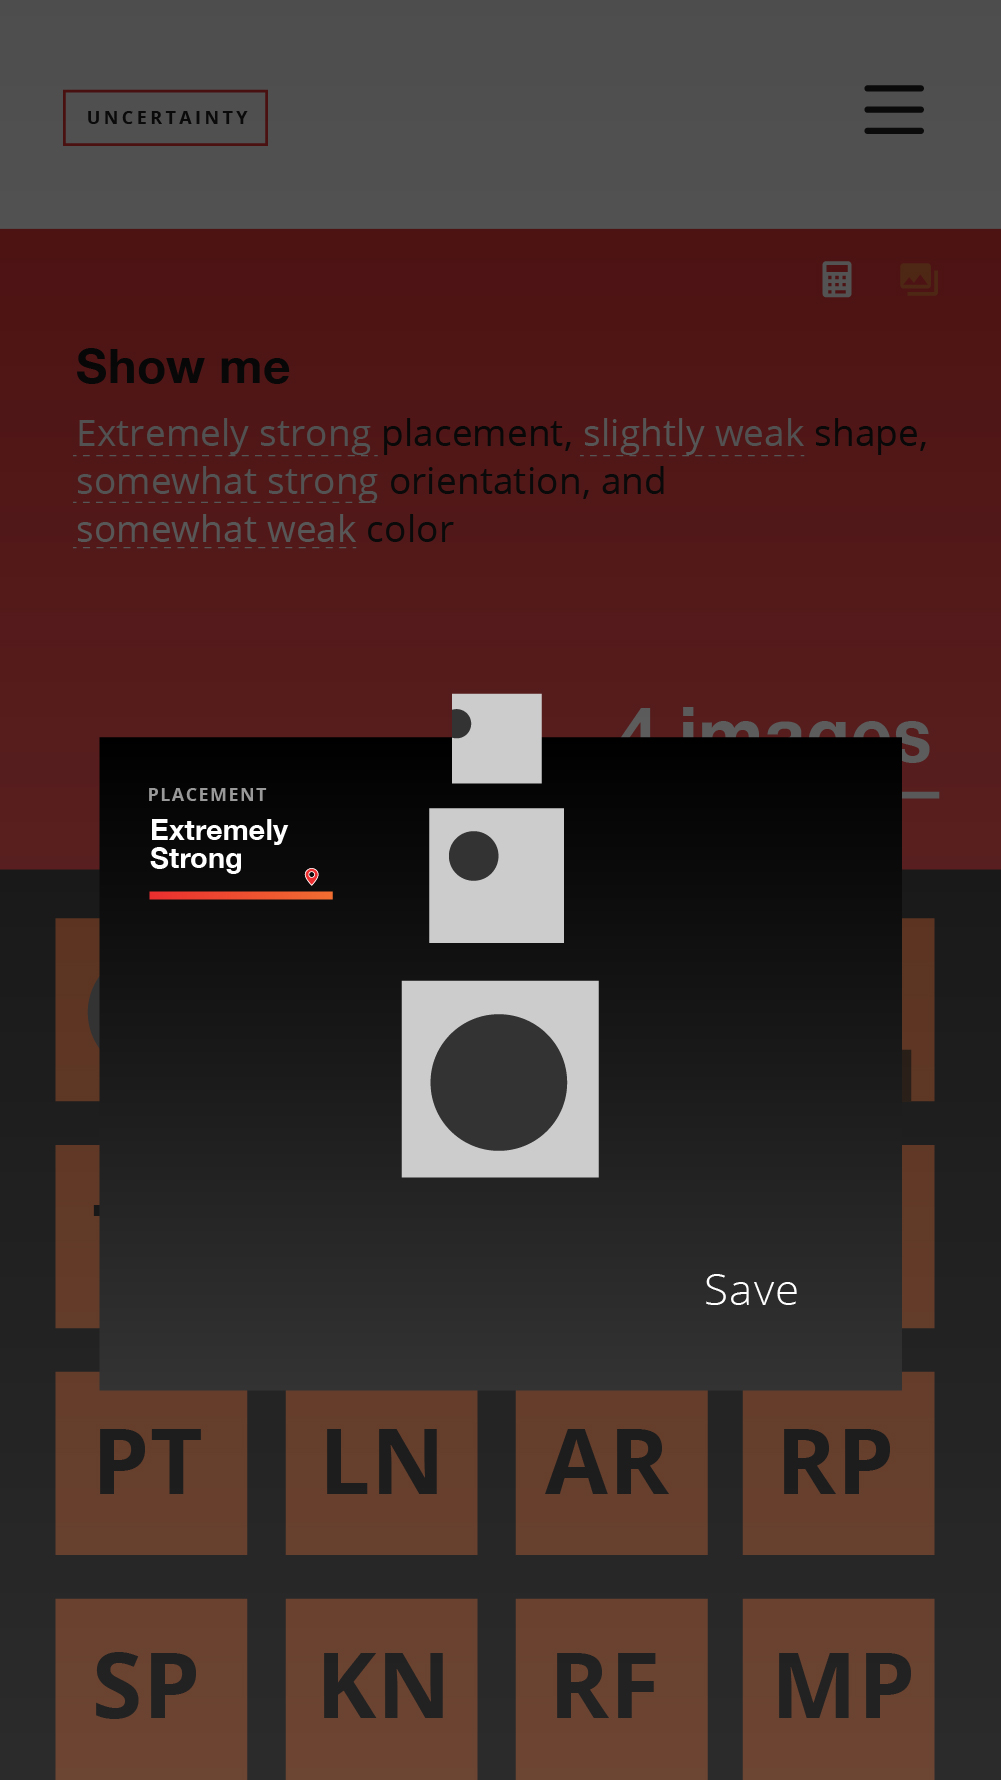 UNCERTAINTY
Show me
Extremely strong placement, slightly weak shape,
somewhat strong orientation, and
somewhat weak color
4 images
PLACEMENT
Extremely
Strong
Save
PT LN AR RP
SP KN RF MP